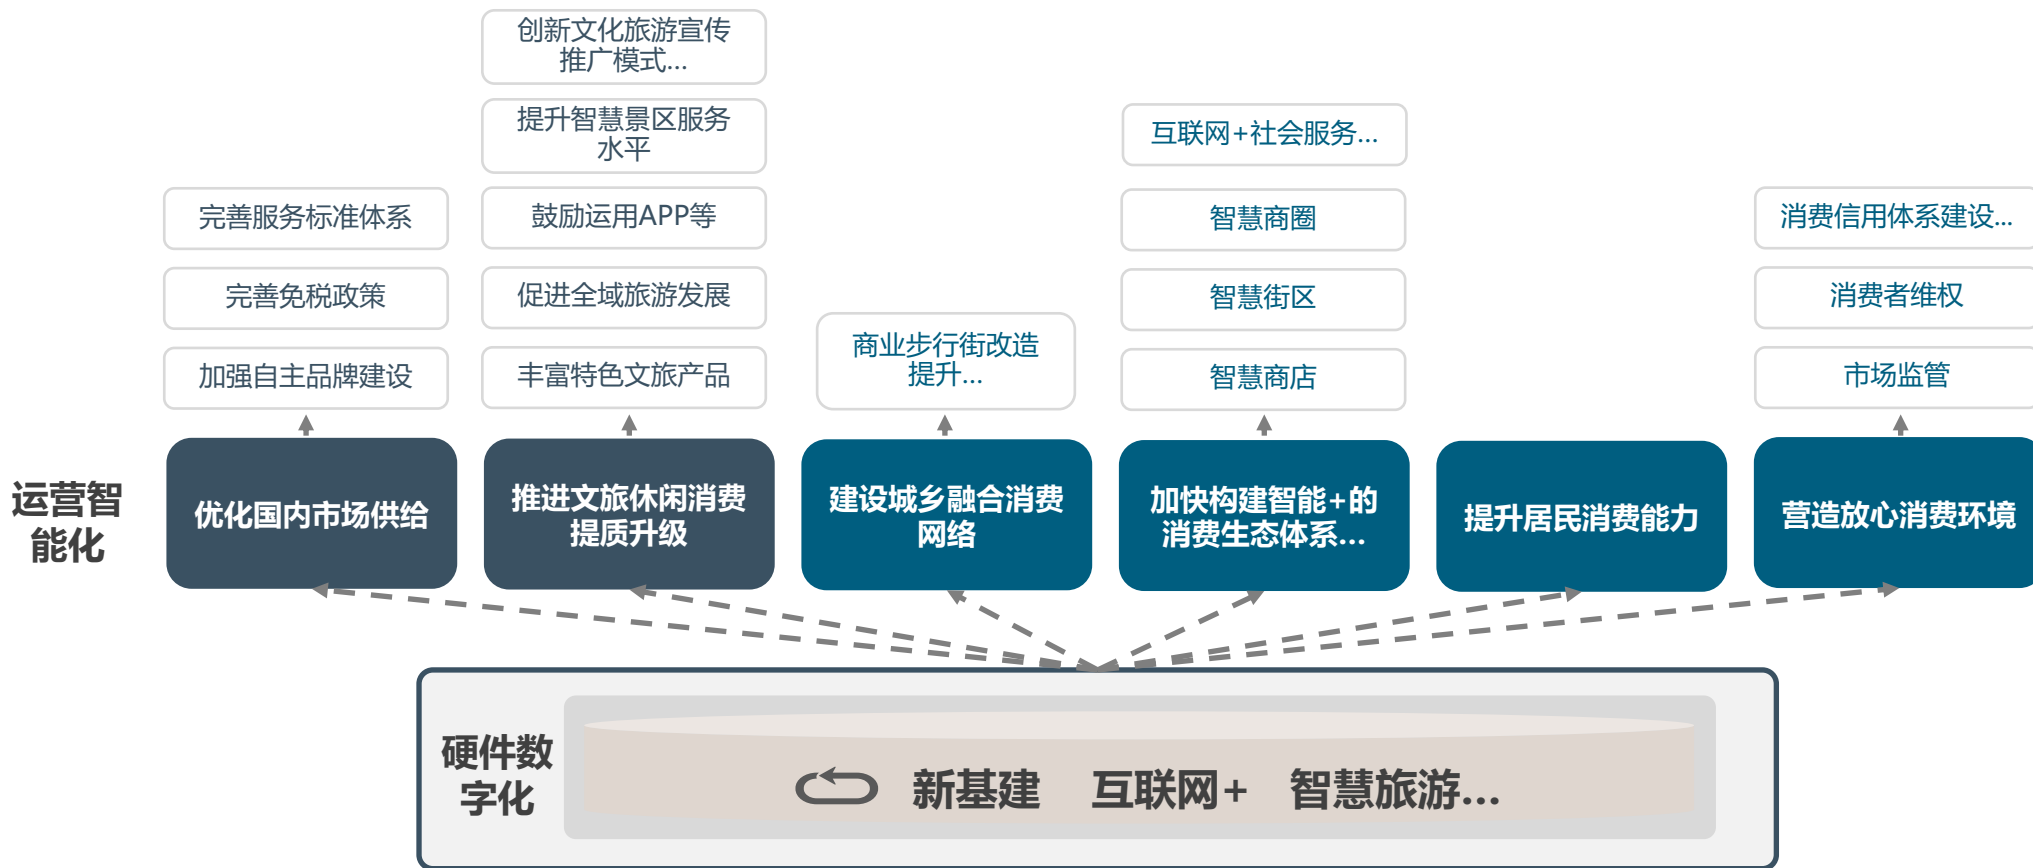 创新文化旅游宣传
推广模式...
提升智慧景区服务
水平
互联网+社会服务...
完善服务标准体系
鼓励运用APP等
智慧商圈
消费信用体系建设...
完善免税政策
促进全域旅游发展
智慧街区
消费者维权
加强自主品牌建设
丰富特色文旅产品
商业步行街改造
提升...
智慧商店
市场监管
运营智
能化
优化国内市场供给
推进文旅休闲消费
提质升级
建设城乡融合消费
网络
加快构建智能+的
消费生态体系...
提升居民消费能力
营造放心消费环境
硬件数
字化
新基建 互联网+ 智慧旅游...